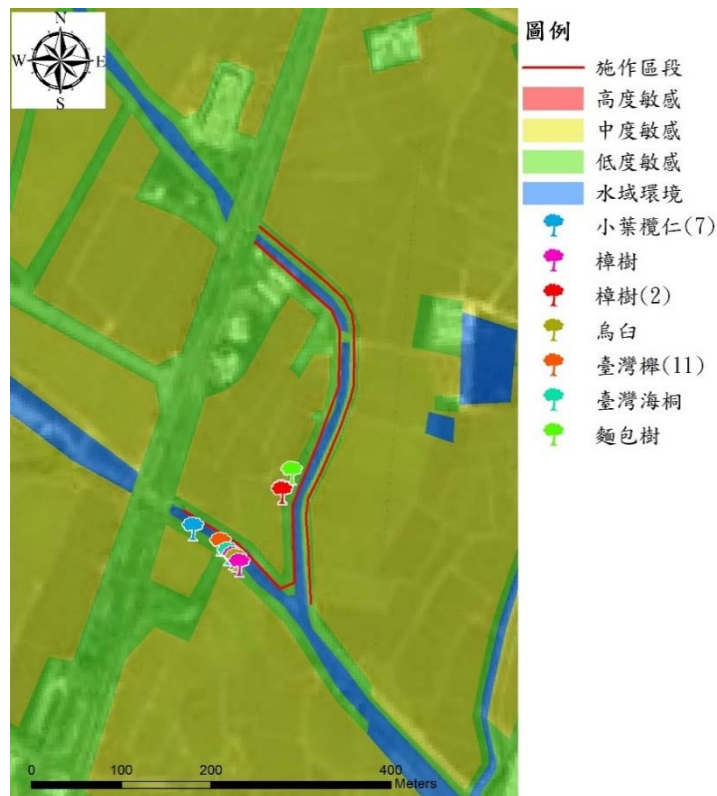 N
W E
S
圖例
施作區段
高度敏感
中度敏感
低度敏感
水域環境
小葉欖仁(7)
樟樹
樟樹(2)
烏臼
臺灣櫸(11)
臺灣海桐
麵包樹
0 100 200 400
Meters